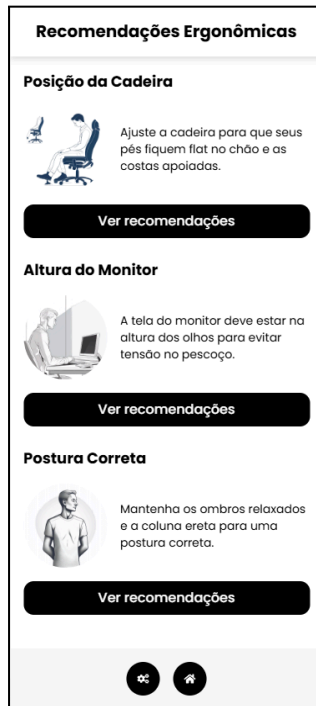 Recomendações Ergonômicas
Posição da Cadeira
Ajuste a cadeira para que seus
pés fiquem flat no chão e as
costas apoiadas.
Ver recomendações
Altura do Monitor
A tela do monitor deve estar na
altura dos olhos para evitar
tensão no pescoço.
Ver recomendações
Postura Correta
Mantenha os ombros relaxados
e a coluna ereta para uma
postura correta.
Ver recomendações